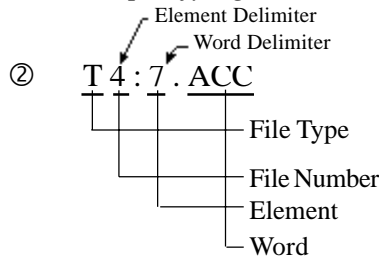 Element Delimiter
Word Delimiter
② T 4 : 7 . ACC
File Type
File Number
Element
Word